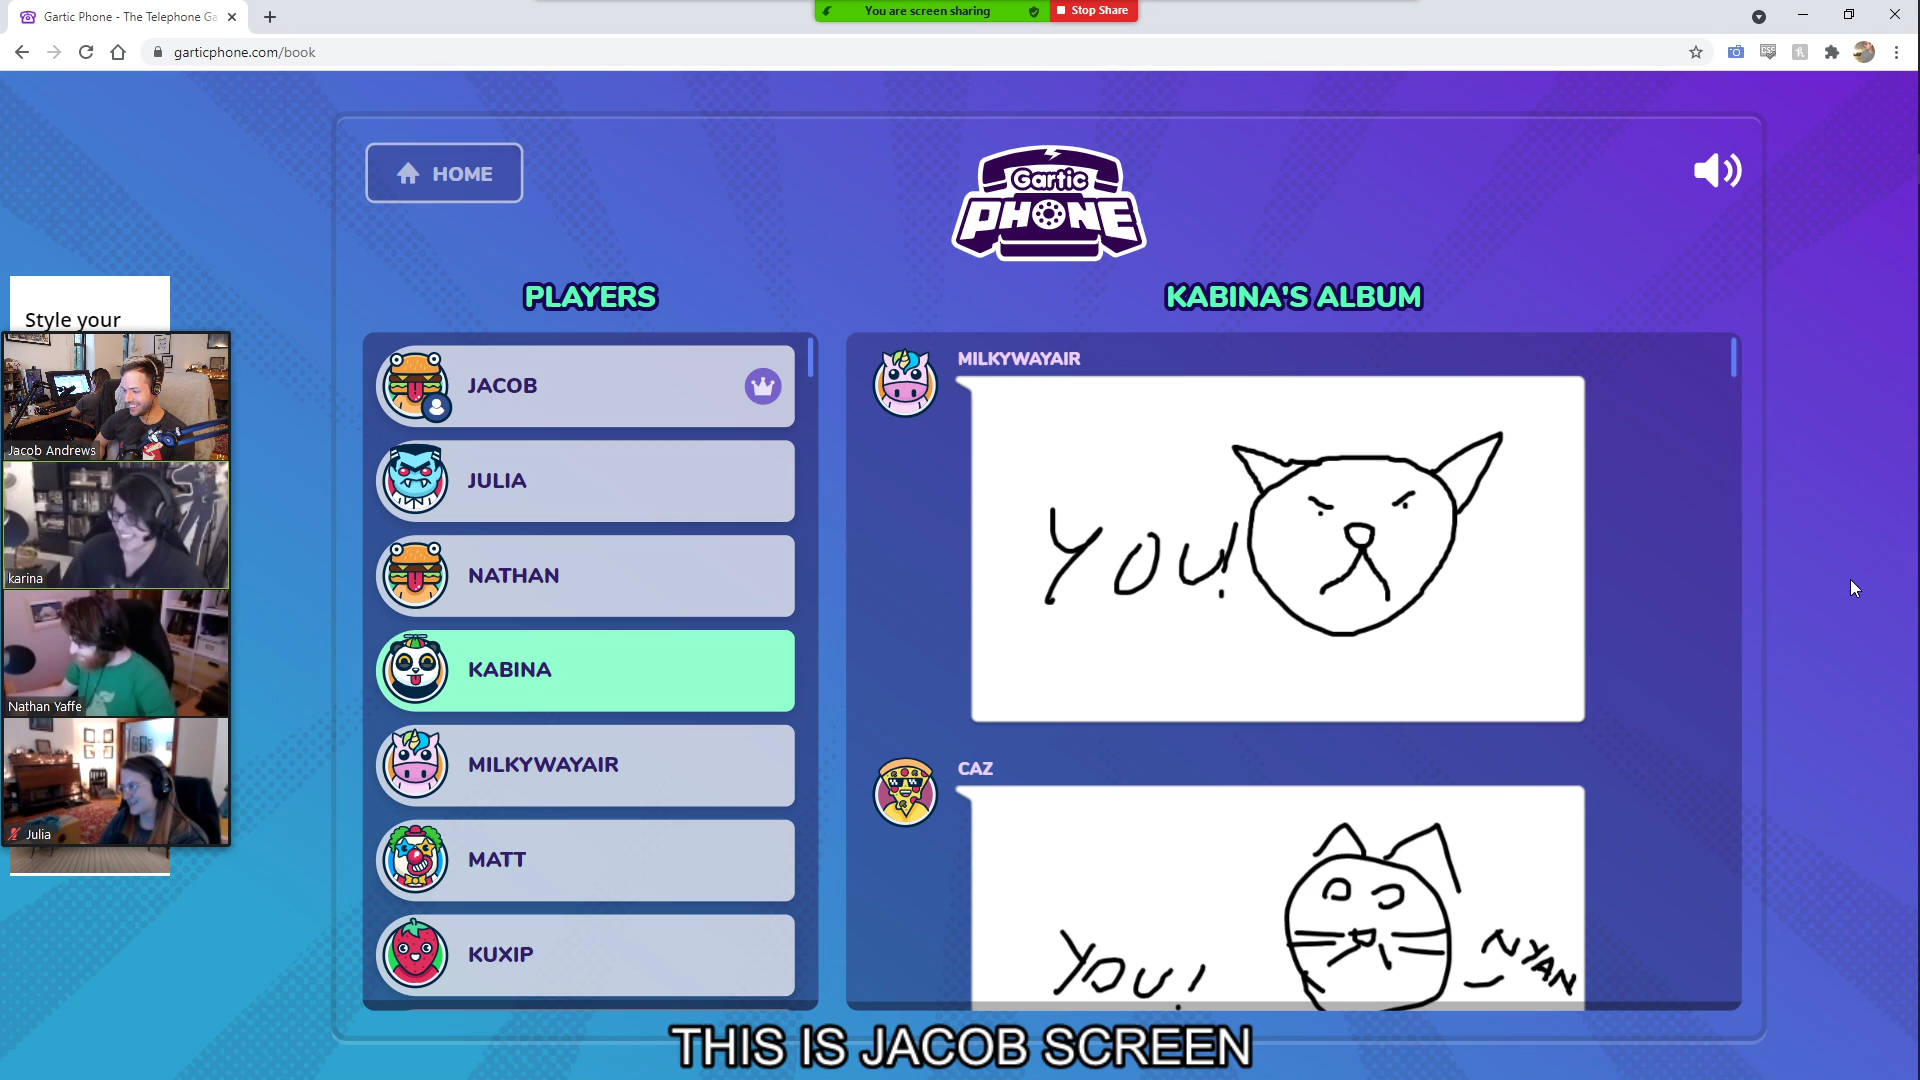 Gartic Phone - The Telephone Ga
You are screen sharing
Stop Share
garticphone.com/book
HOME
Gartic
PHONE
PLAYERS
KABINA'S ALBUM
Style your
Jacob Andrews
karina
Nathan Yaffe
Julia
JACOB
JULIA
NATHAN
KABINA
MILKYWAYAIR
MATT
KUXIP
MILKYWAYAIR
YOU!
CAZ
YOU!
NYAN
THIS IS JACOB SCREEN